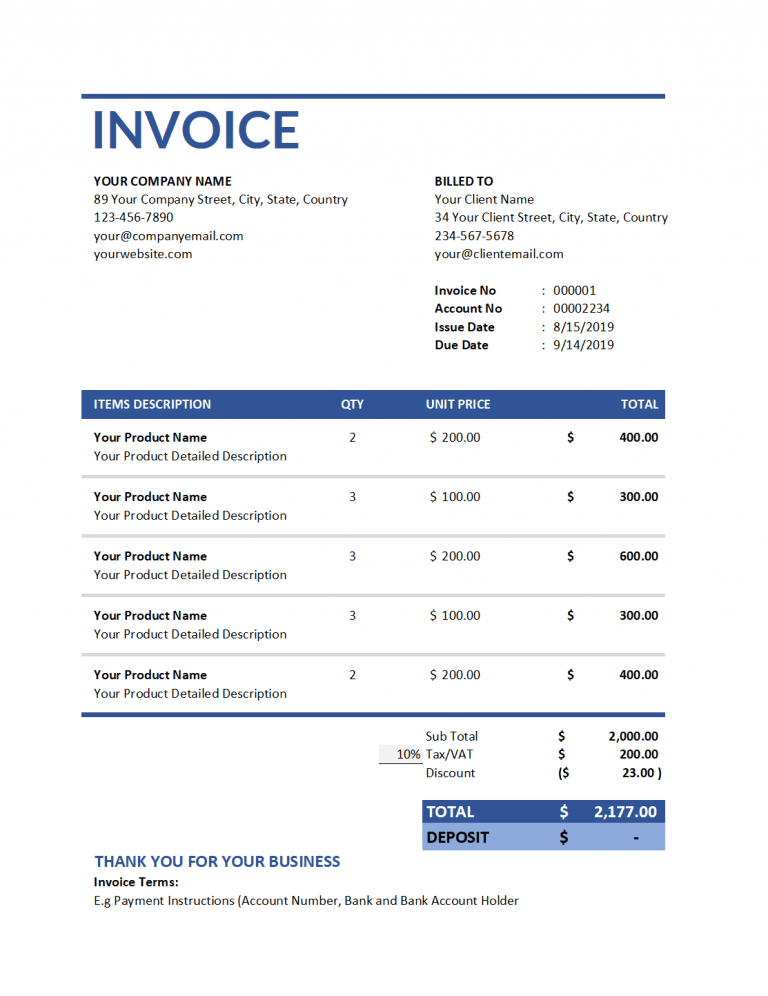 INVOICE
YOUR COMPANY NAME
89 Your Company Street, City, State, Country
123-456-7890
your@companyemail.com
yourwebsite.com
BILLED TO
Your Client Name
34 Your Client Street, City, State, Country
234-567-5678
your@clientemail.com
Invoice No : 000001
Account No : 00002234
Issue Date : 8/15/2019
Due Date : 9/14/2019
ITEMS DESCRIPTION QTY UNIT PRICE TOTAL
Your Product Name 2 $ 200.00 $ 400.00
Your Product Detailed Description
Your Product Name 3 $ 100.00 $ 300.00
Your Product Detailed Description
Your Product Name 3 $ 200.00 $ 600.00
Your Product Detailed Description
Your Product Name 3 $ 100.00 $ 300.00
Your Product Detailed Description
Your Product Name 2 $ 200.00 $ 400.00
Your Product Detailed Description
Sub Total $ 2,000.00
10% Tax/VAT $ 200.00
Discount ($ 23.00 )
TOTAL $ 2,177.00
DEPOSIT $ -
THANK YOU FOR YOUR BUSINESS
Invoice Terms:
E.g Payment Instructions (Account Number, Bank and Bank Account Holder